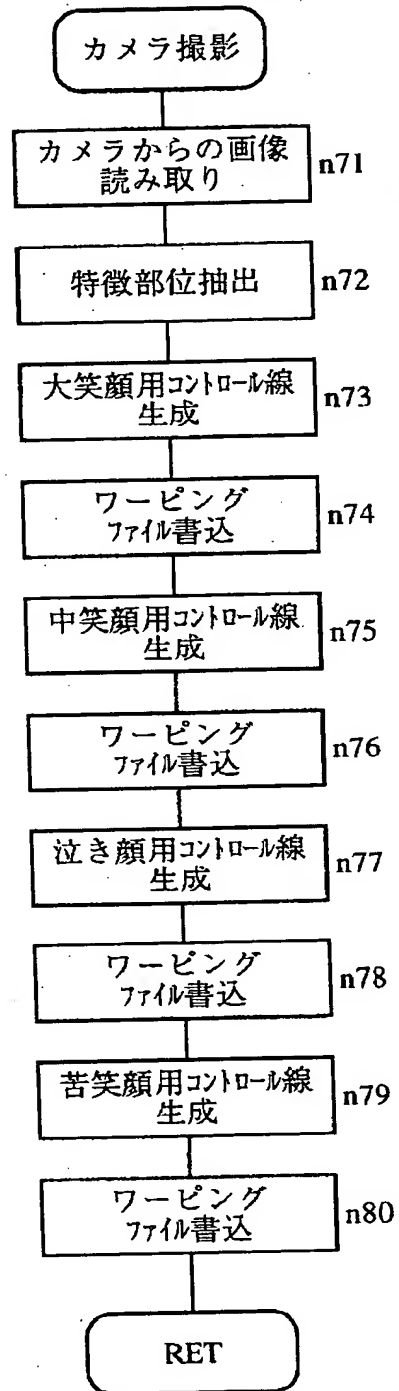 カメラ撮影
カメラからの画像
読み取り
n71
特徴部位抽出
n72
大笑顔用コントロール線
生成
n73
ワーピング
ファイル書込
n74
中笑顔用コントロール線
生成
n75
ワーピング
ファイル書込
n76
泣き顔用コントロール線
生成
n77
ワーピング
ファイル書込
n78
苦笑顔用コントロール線
生成
n79
ワーピング
ファイル書込
n80
RET